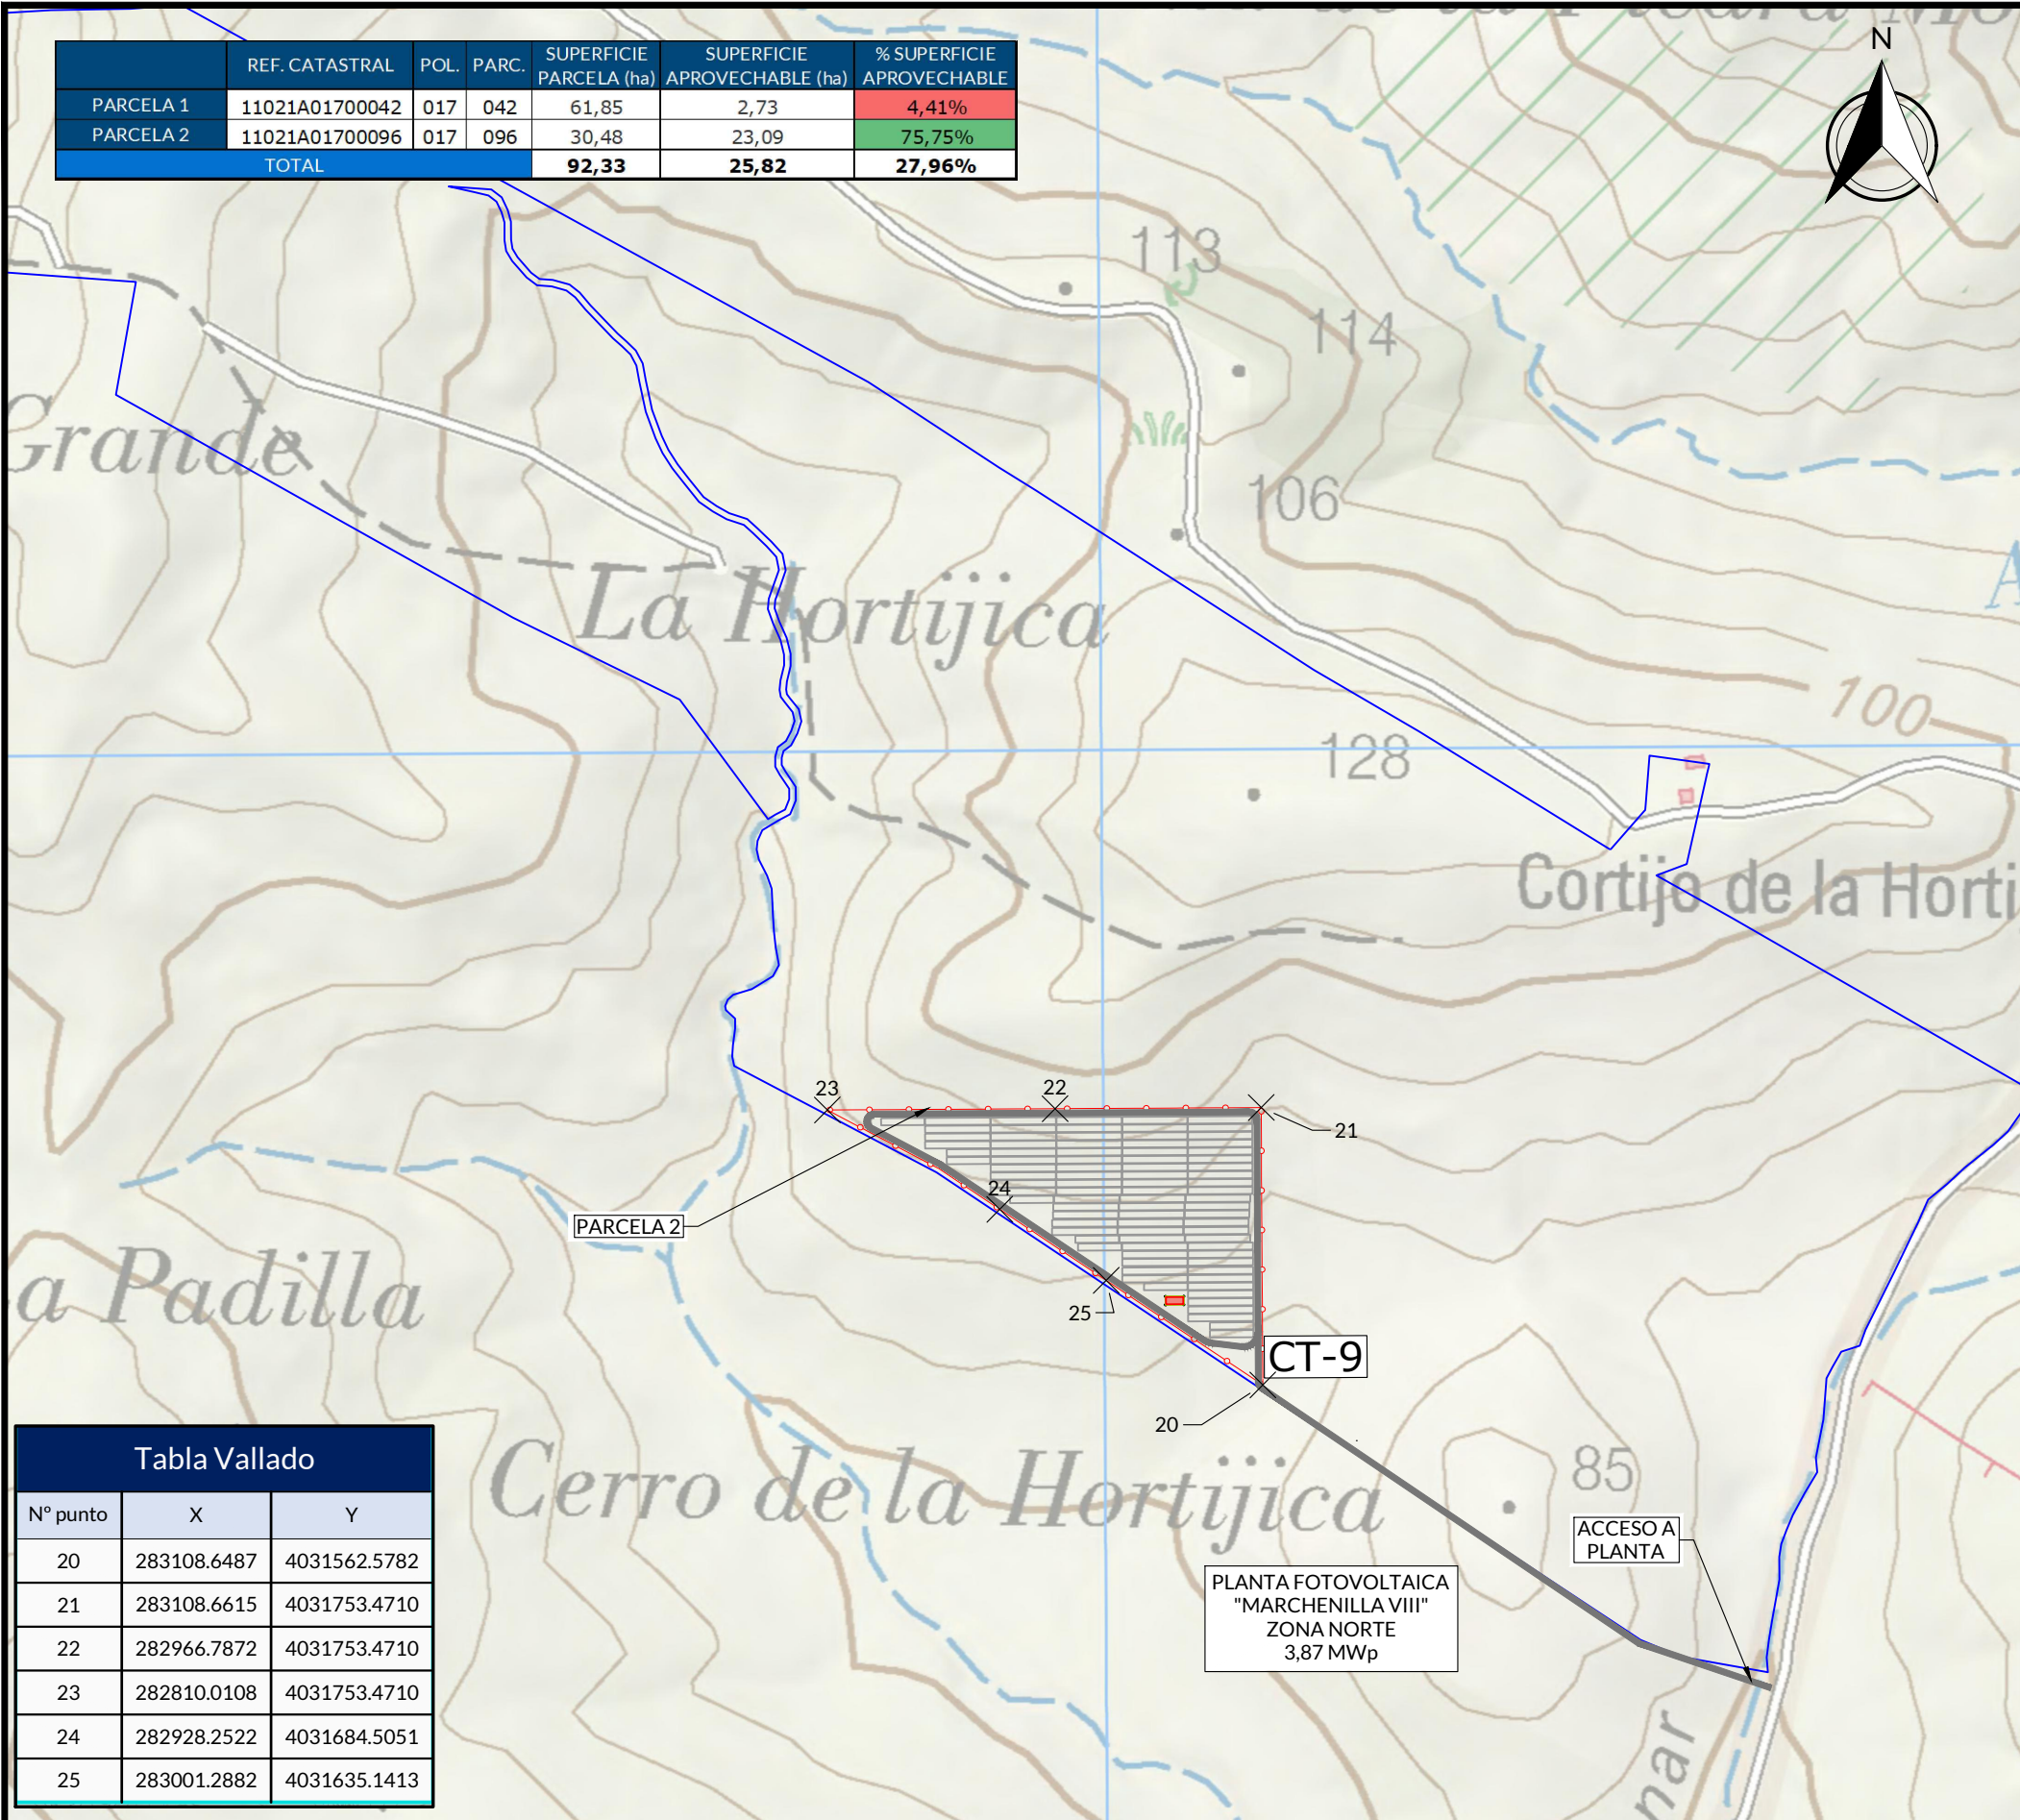 N
REF. CATASTRAL POL. PARC. SUPERFICIE PARCELA (ha) SUPERFICIE APROVECHABLE (ha) % SUPERFICIE APROVECHABLE
PARCELA 1 11021A01700042 017 042 61,85 2,73 4,41%
PARCELA 2 11021A01700096 017 096 30,48 23,09 75,75%
TOTAL 92,33 25,82 27,96%
113
114
Grande
106
La Hortijica
100
128
Cortijo de la Horti
23
22
21
24
PARCELA 2
a Padilla
25
CT-9
20
Cerro de la Hortijica
85
ACCESO A
PLANTA
PLANTA FOTOVOLTAICA
"MARCHENILLA VIII"
ZONA NORTE
3,87 MWp
nar
Tabla Vallado
Nº punto X Y
20 283108.6487 4031562.5782
21 283108.6615 4031753.4710
22 282966.7872 4031753.4710
23 282810.0108 4031753.4710
24 282928.2522 4031684.5051
25 283001.2882 4031635.1413